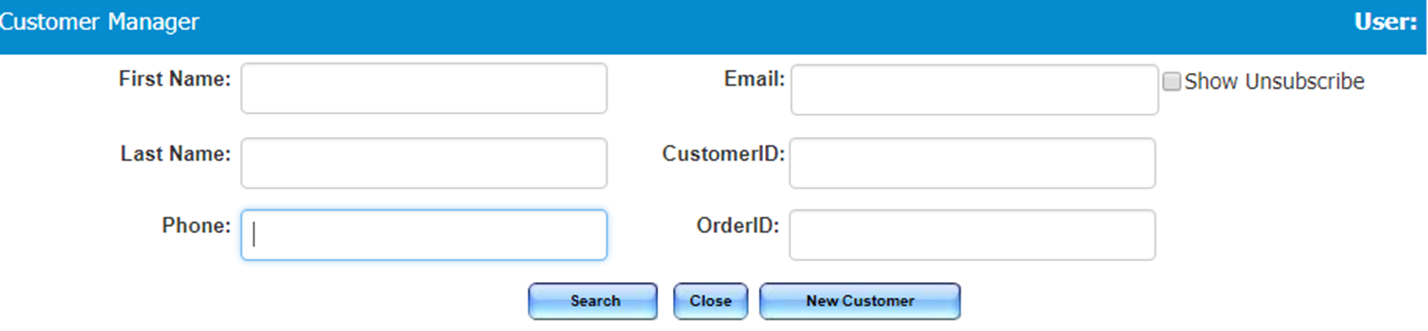 Customer Manager User:
First Name: Email: Show Unsubscribe
Last Name: CustomerID:
Phone: OrderID:
Search Close New Customer